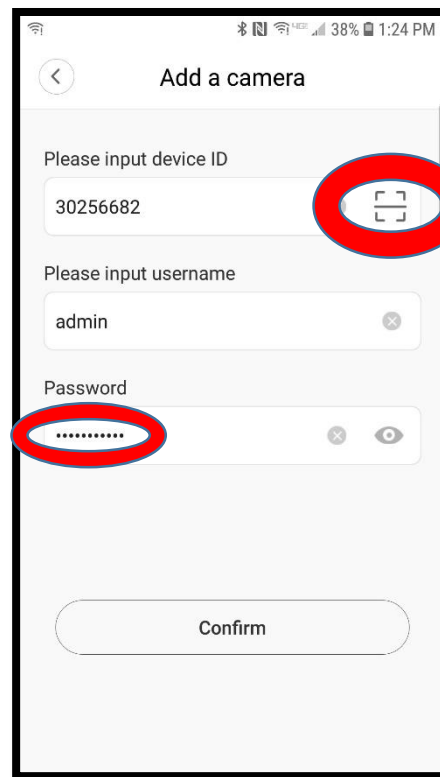 38% 1:24 PM
Add a camera
Please input device ID
30256682
Please input username
admin
Password
•••••••••••
Confirm